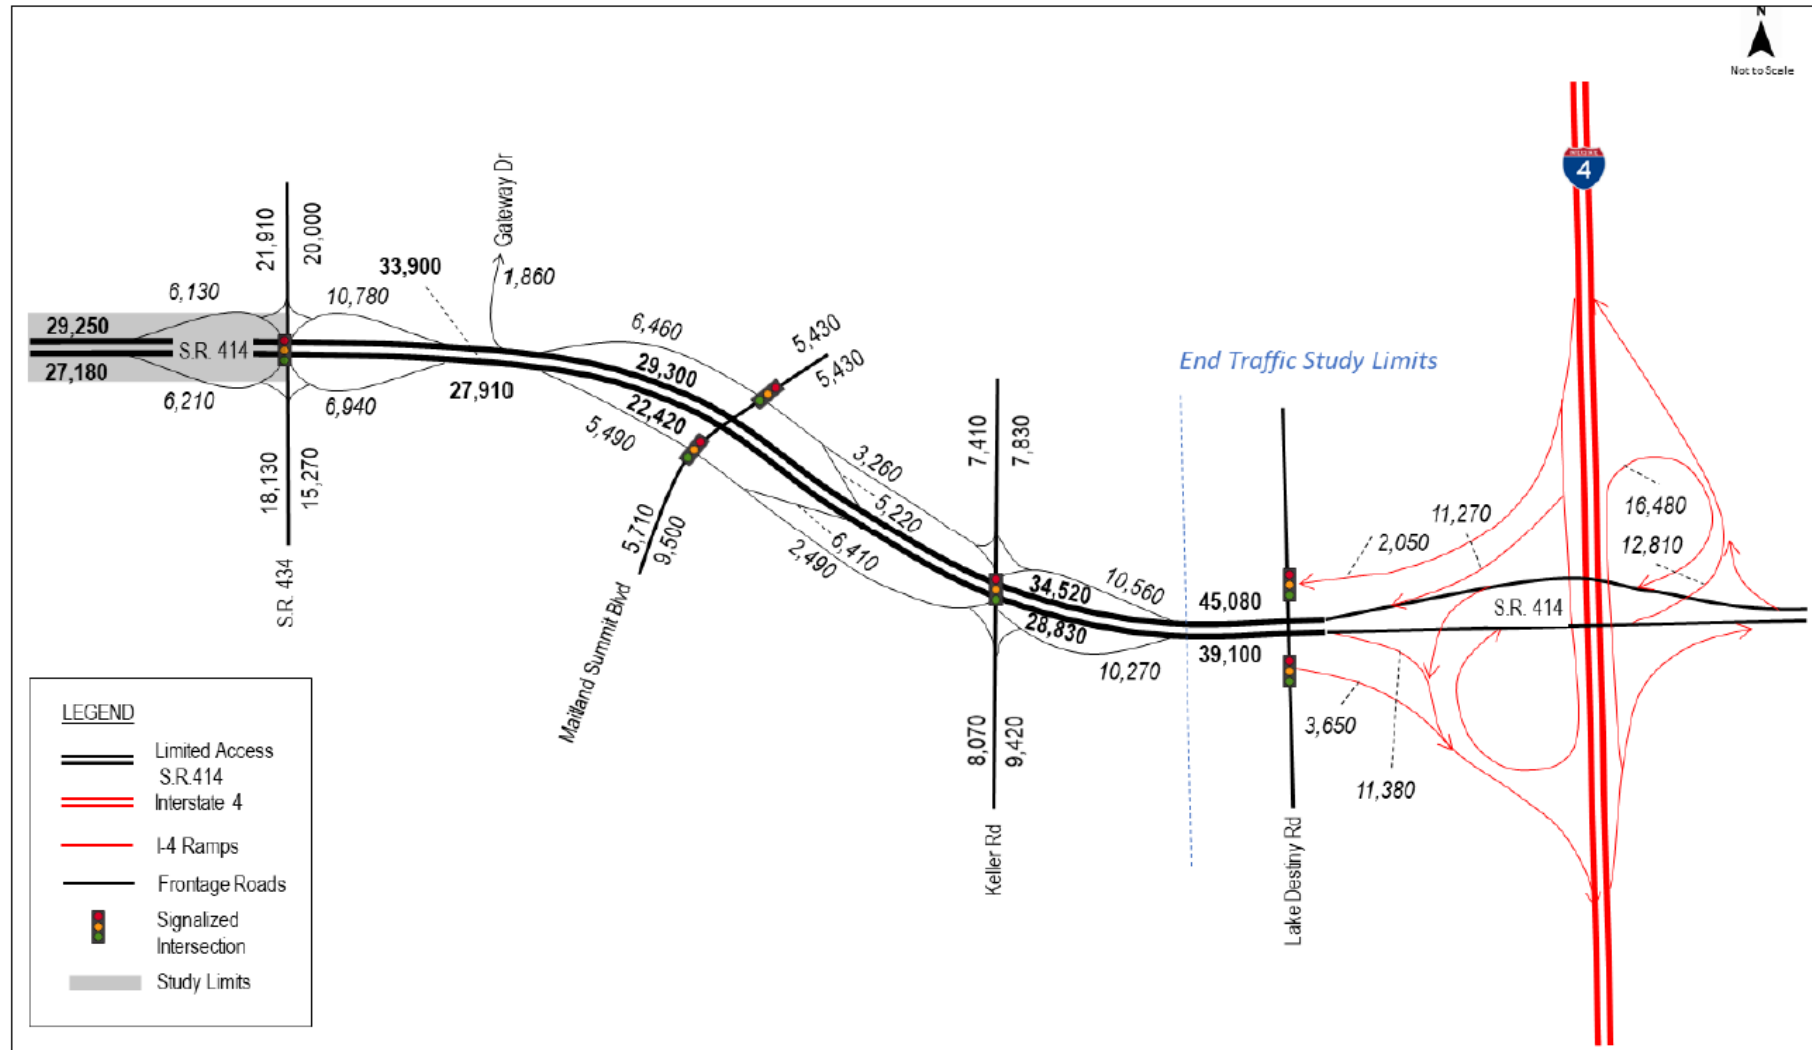 N
Not to Scale
INTERSTATE
4
Gateway Dr
21,910
20,000
33,900
1,860
6,130
10,780
6,460
5,430
5,430
29,250
S.R. 414
27,180
29,300
End Traffic Study Limits
6,210
6,940
27,910
22,420
5,490
7,410
7,830
3,260
5,220
18,130
15,270
S.R. 434
5,710
9,500
6,410
2,490
Maitland Summit Blvd
34,520
10,560
28,830
10,270
45,080
39,100
11,270
2,050
16,480
12,810
S.R. 414
3,650
11,380
8,070
9,420
Keller Rd
Lake Destiny Rd
LEGEND
Limited Access
S.R.414
Interstate 4
I-4 Ramps
Frontage Roads
Signalized
Intersection
Study Limits